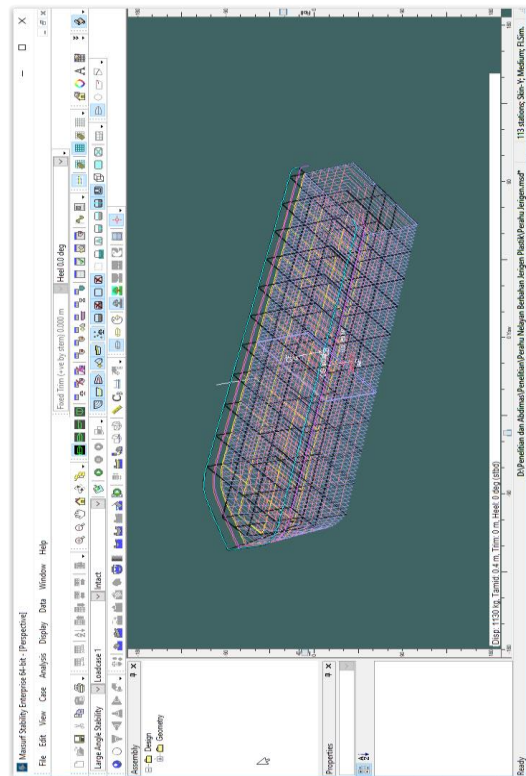 Maxsurf Stability Enterprise 64-bit - [Perspective]
File Edit View Case Analysis Display Data Window Help
Fixed Trim (+ve by stern) 0.000 m Heel 0.0 deg
Large Angle Stability Loadcase 1 Intact
Assembly
Design
Geometry
Properties
Disp: 1130 kg, Tamid: 0.4 m, Trim: 0 m, Heel: 0 deg (stbd)
Ready
D:\Penelitian dan Abdimas\Penelitian\Perahu Nelayan Berbahan Jerigen Plastik\Perahu Jerigen.msd*
113 stations; Skin-Y; Medium; Fl.Sim.